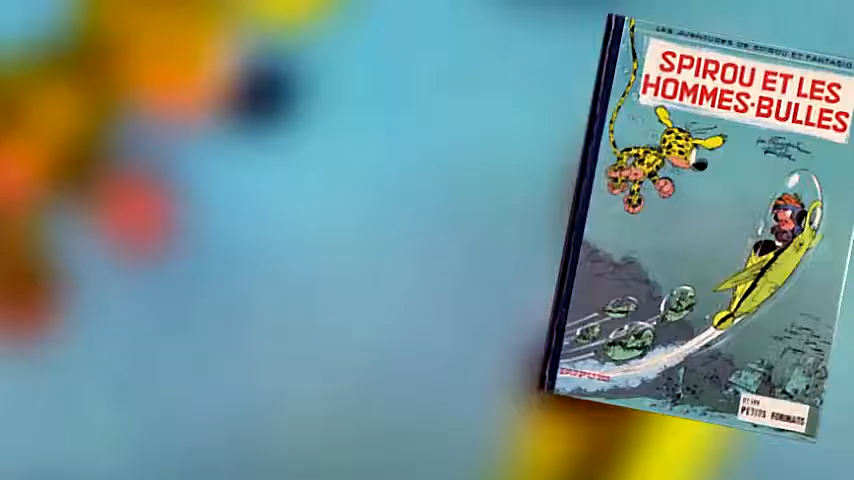 LES AVENTURES DE SPIROU ET FANTASIO
SPIROU ET LES
HOMMES-BULLES
ET LES
PETITS FORMATS